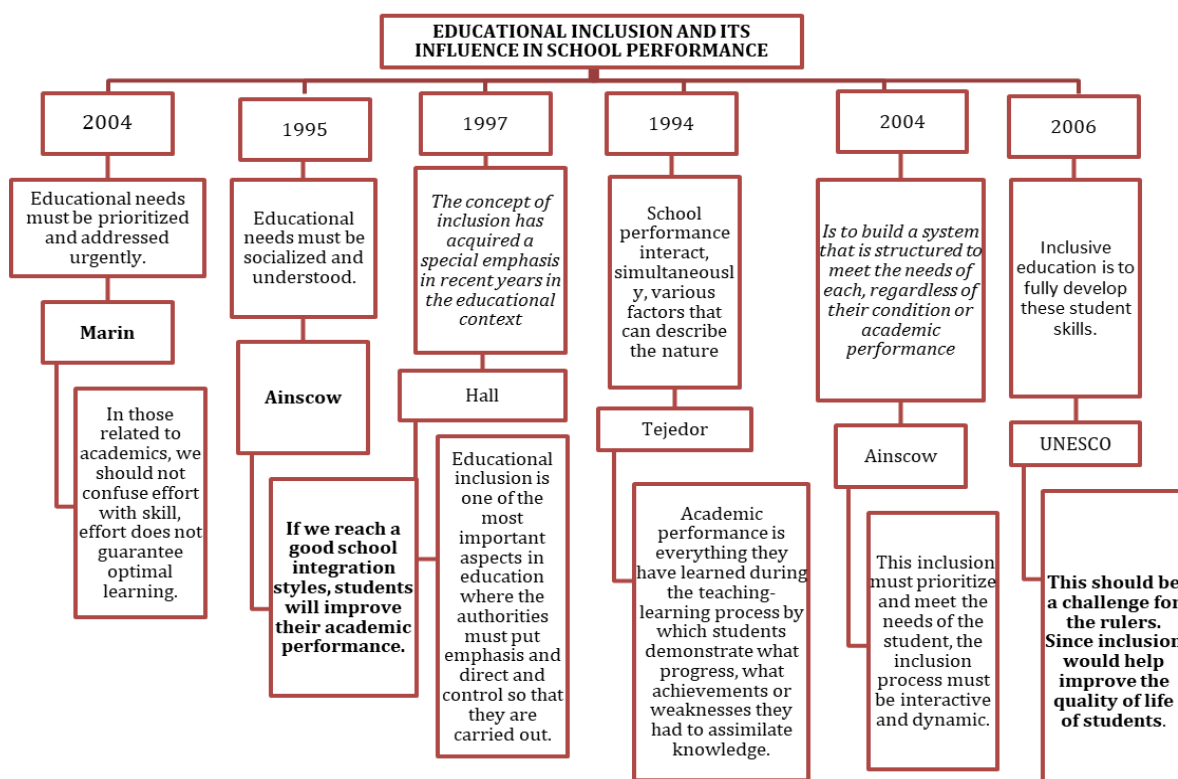 EDUCATIONAL INCLUSION AND ITS
INFLUENCE IN SCHOOL PERFORMANCE
2004
Educational needs
must be prioritized
and addressed
urgently.
Marin
In those
related to
academics, we
should not
confuse effort
with skill,
effort does not
guarantee
optimal
learning.
1995
Educational
needs must be
socialized and
understood.
Ainscow
If we reach a
good school
integration
styles, students
will improve
their academic
performance.
1997
The concept of
inclusion has
acquired a
special emphasis
in recent years in
the educational
context
Hall
Educational
inclusion is
one of the
most
important
aspects in
education
where the
authorities
must put
emphasis and
direct and
control so that
they are
carried out.
1994
School
performance
interact,
simultaneousl
y, various
factors that
can describe
the nature
Tejedor
Academic
performance is
everything they
have learned during
the teaching-
learning process by
which students
demonstrate what
progress, what
achievements or
weaknesses they
had to assimilate
knowledge.
2004
Is to build a system
that is structured to
meet the needs of
each, regardless of
their condition or
academic
performance
Ainscow
This inclusion
must prioritize
and meet the
needs of the
student, the
inclusion
process must
be interactive
and dynamic.
2006
Inclusive
education is to
fully develop
these student
skills.
UNESCO
This should be
a challenge for
the rulers.
Since inclusion
would help
improve the
quality of life
of students.